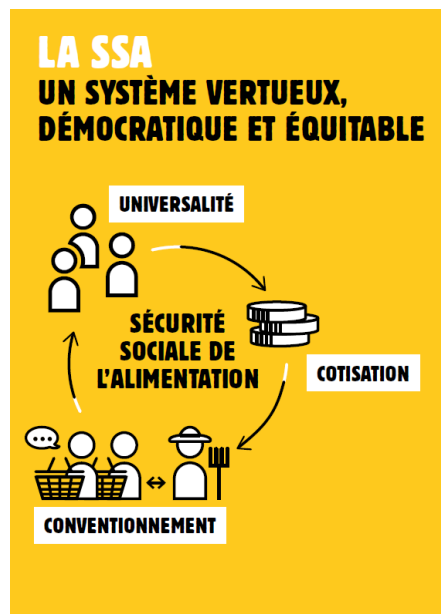 LA SSA
UN SYSTÈME VERTUEUX,
DÉMOCRATIQUE ET ÉQUITABLE
UNIVERSALITÉ
SÉCURITÉ
SOCIALE DE
L'ALIMENTATION
COTISATION
CONVENTIONNEMENT